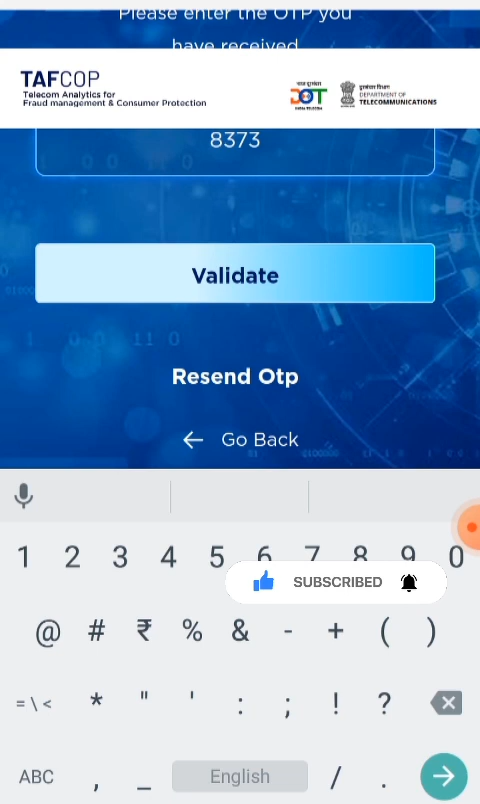 Please enter the OTP you
have received
TAFCOP
Telecom Analytics for
Fraud management & Consumer Protection
DOT
DEPARTMENT OF
TELECOMMUNICATIONS
8373
Validate
Resend Otp
← Go Back
1 2 3 4 5 6 7 8 9 0
SUBSCRIBED
@ # ₹ % & - + ( )
= \ < * " ' : ; ! ?
ABC , _ English / .